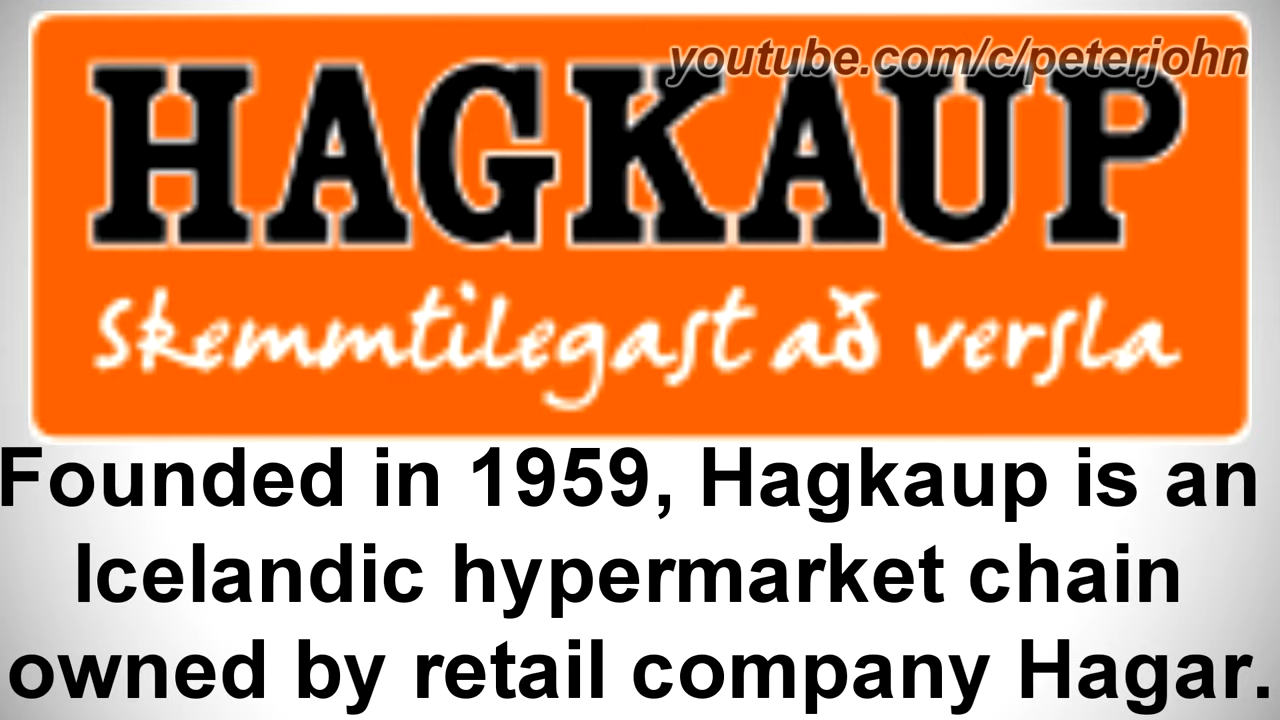 youtube.com/c/peterjohn
HAGKAUP
Skemmtilegast að versla
Founded in 1959, Hagkaup is an
Icelandic hypermarket chain
owned by retail company Hagar.